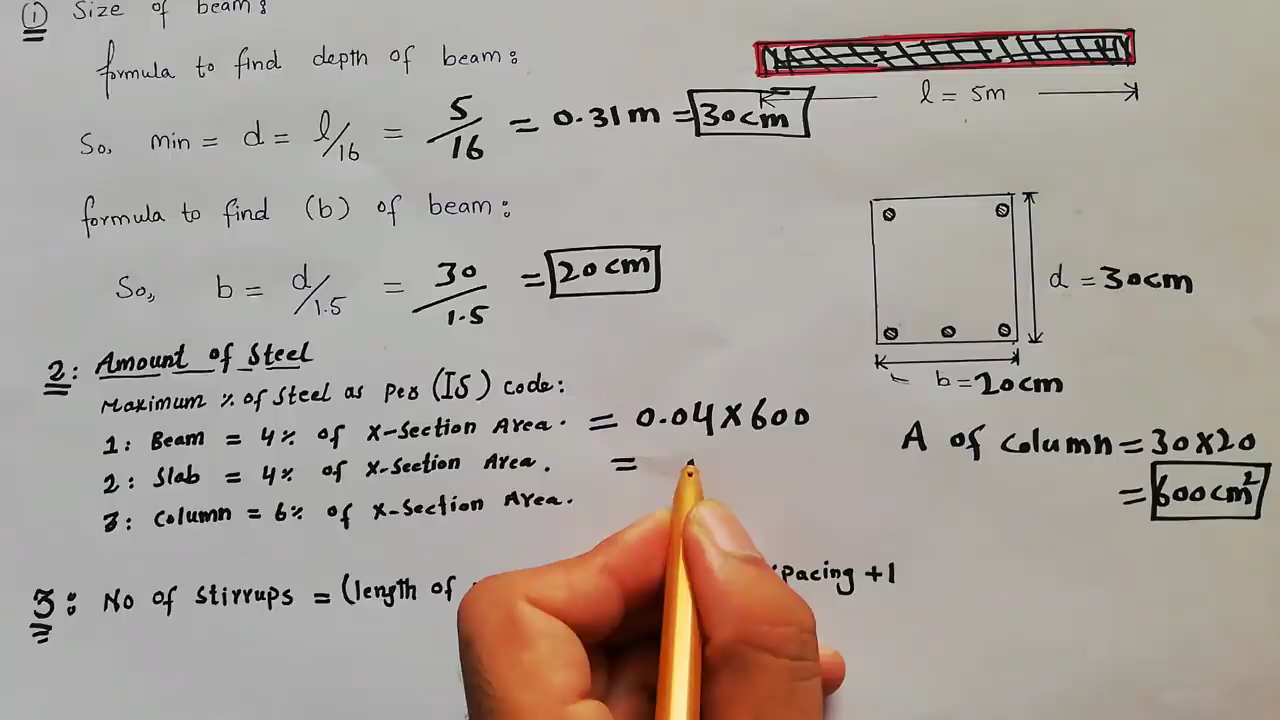 ① Size of beam:
formula to find depth of beam:
l = 5m
So, min = d = l/16 = 5/16 = 0.31m = 30cm
formula to find (b) of beam:
So, b = d/1.5 = 30/1.5 = 20cm
d = 30cm
b = 20cm
2: Amount of Steel
Maximum % of Steel as Per (IS) code:
1: Beam = 4% of X-Section Area. = 0.04 X 600
2: Slab = 4% of X-Section Area. =
3: Column = 6% of X-Section Area.
A of Column = 30 X 20
= 600cm²
3: No of stirrups = (length of pacing + 1